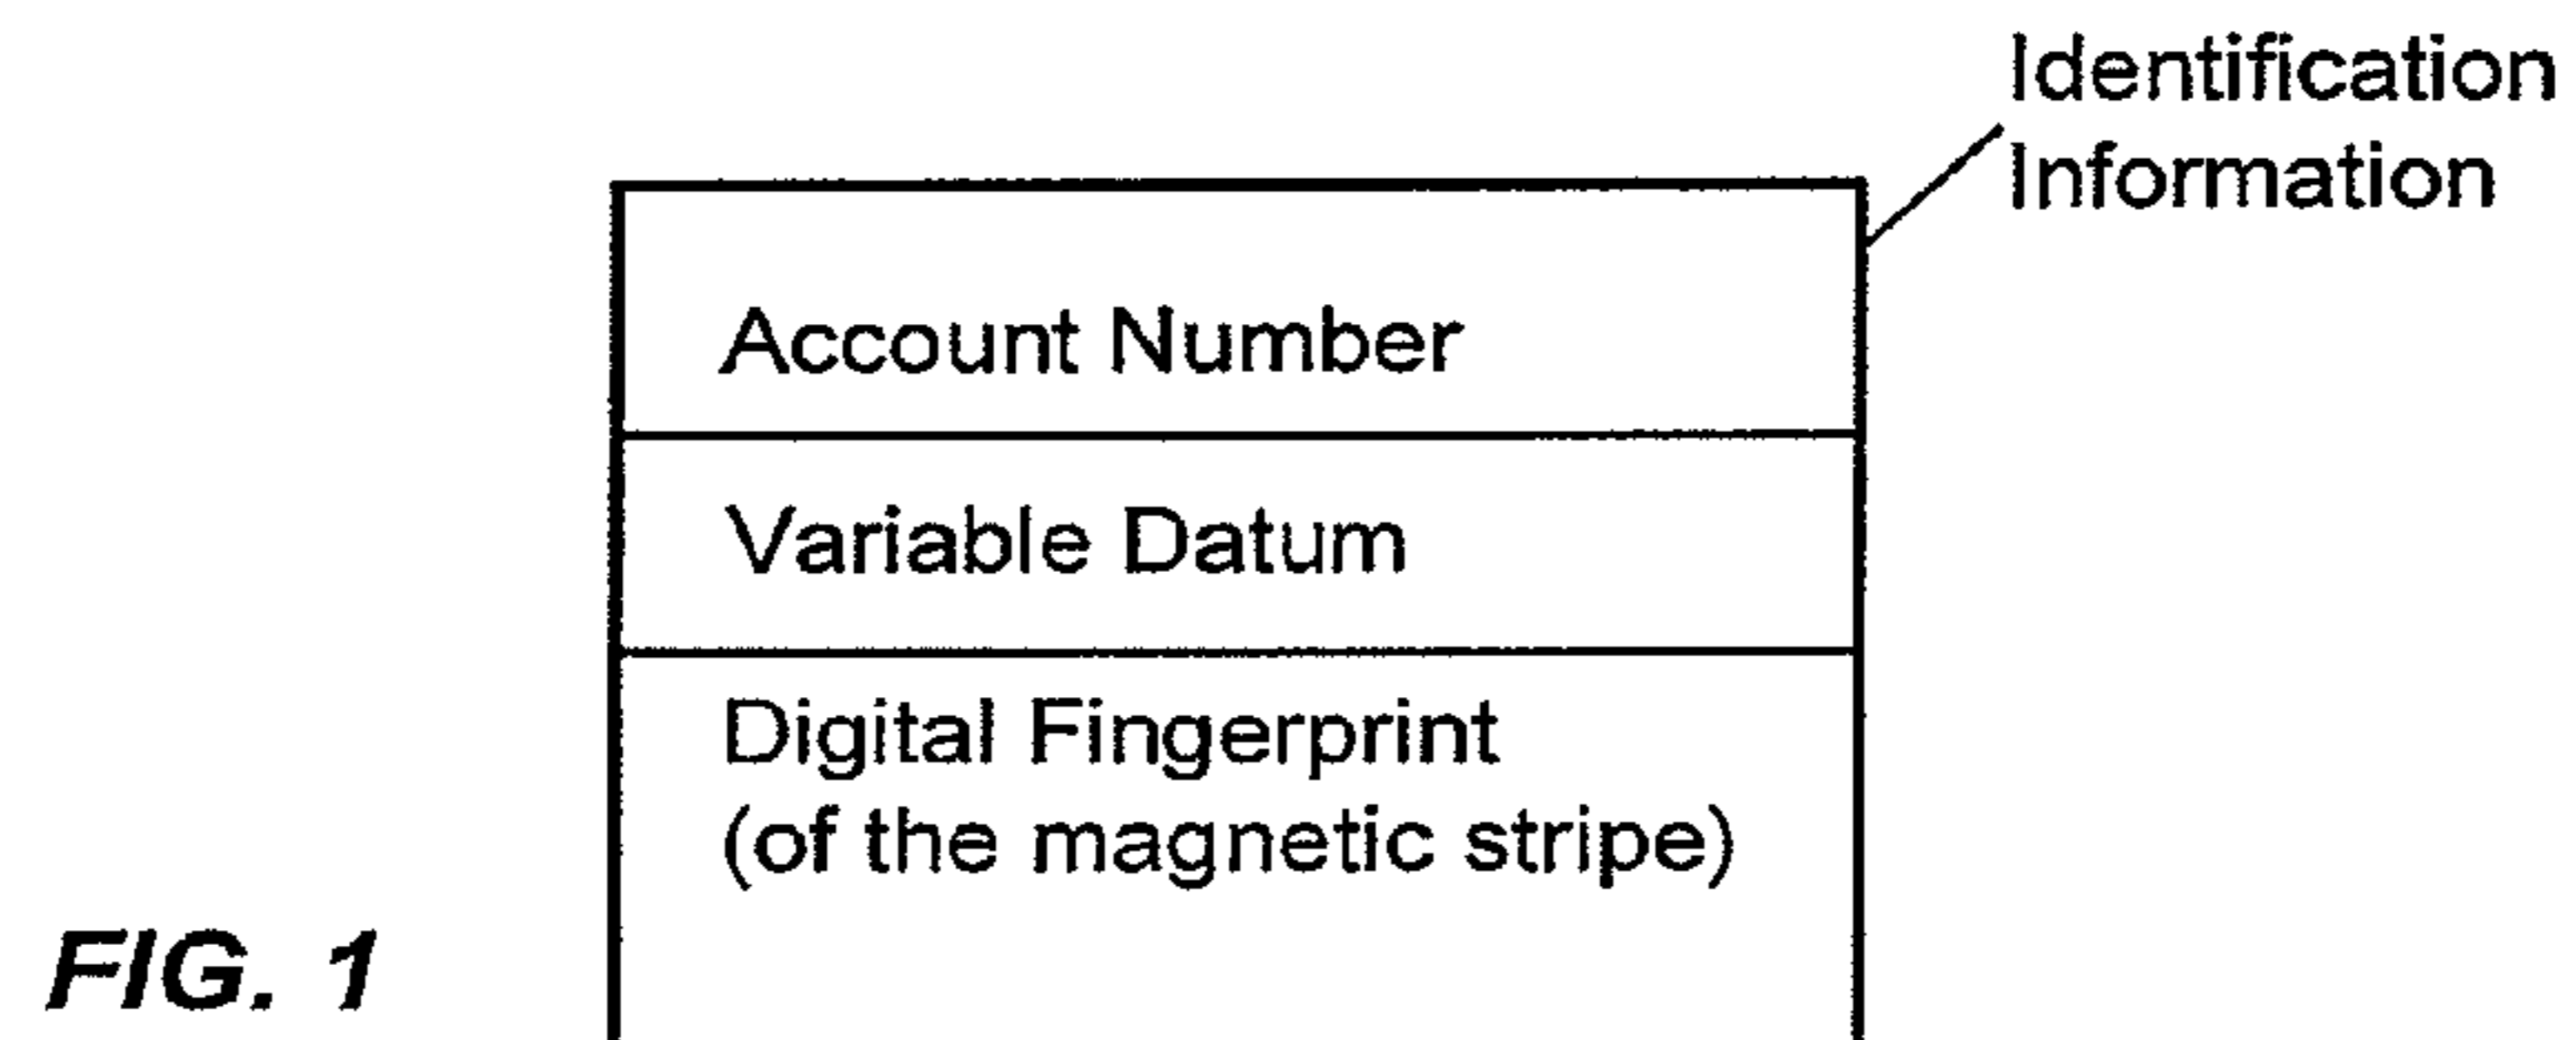 Identification
Information
Account Number
Variable Datum
Digital Fingerprint
(of the magnetic stripe)
FIG. 1